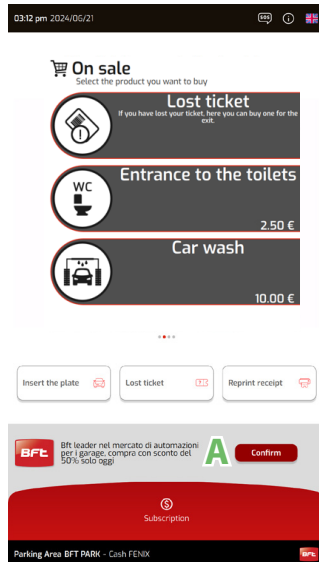 03:12 pm 2024/06/21
SOS
On sale
Select the product you want to buy
Lost ticket
If you have lost your ticket, here you can buy one for the
exit.
WC
Entrance to the toilets
2.50 €
Car wash
10.00 €
Insert the plate
Lost ticket
Reprint receipt
BFt
Bft leader nel mercato di automazioni
per i garage, compra con sconto del
50% solo oggi
A
Confirm
Subscription
Parking Area BFT PARK - Cash FENIX
BFt